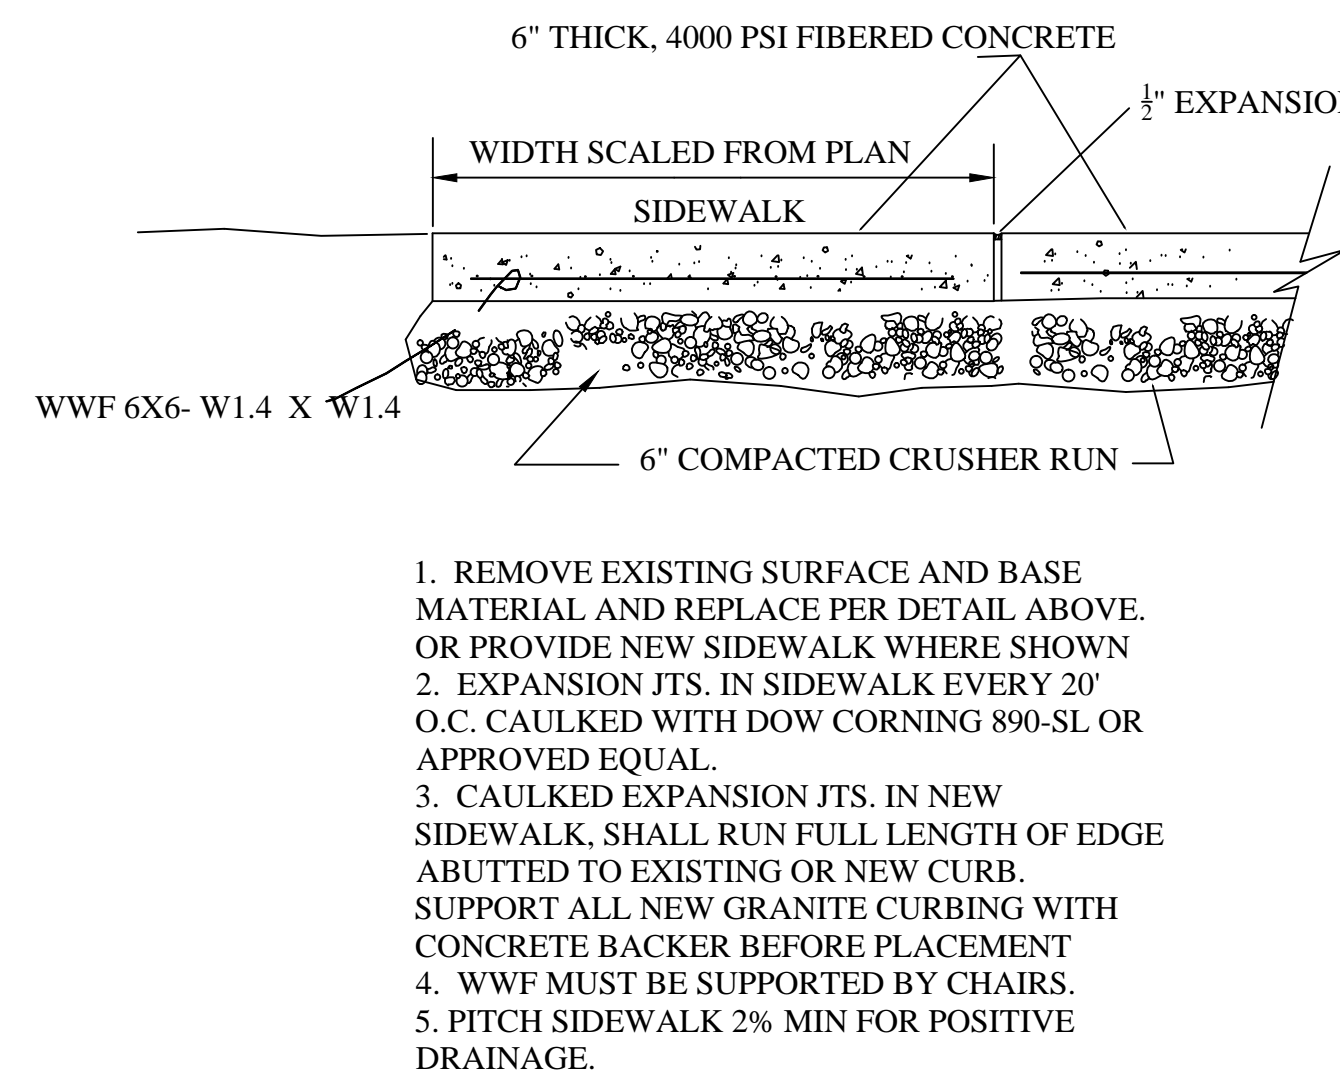 6" THICK, 4000 PSI FIBERED CONCRETE
½" EXPANSIO
WIDTH SCALED FROM PLAN
SIDEWALK
WWF 6X6- W1.4 X W1.4
6" COMPACTED CRUSHER RUN
1. REMOVE EXISTING SURFACE AND BASE
MATERIAL AND REPLACE PER DETAIL ABOVE.
OR PROVIDE NEW SIDEWALK WHERE SHOWN
2. EXPANSION JTS. IN SIDEWALK EVERY 20'
O.C. CAULKED WITH DOW CORNING 890-SL OR
APPROVED EQUAL.
3. CAULKED EXPANSION JTS. IN NEW
SIDEWALK, SHALL RUN FULL LENGTH OF EDGE
ABUTTED TO EXISTING OR NEW CURB.
SUPPORT ALL NEW GRANITE CURBING WITH
CONCRETE BACKER BEFORE PLACEMENT
4. WWF MUST BE SUPPORTED BY CHAIRS.
5. PITCH SIDEWALK 2% MIN FOR POSITIVE
DRAINAGE.